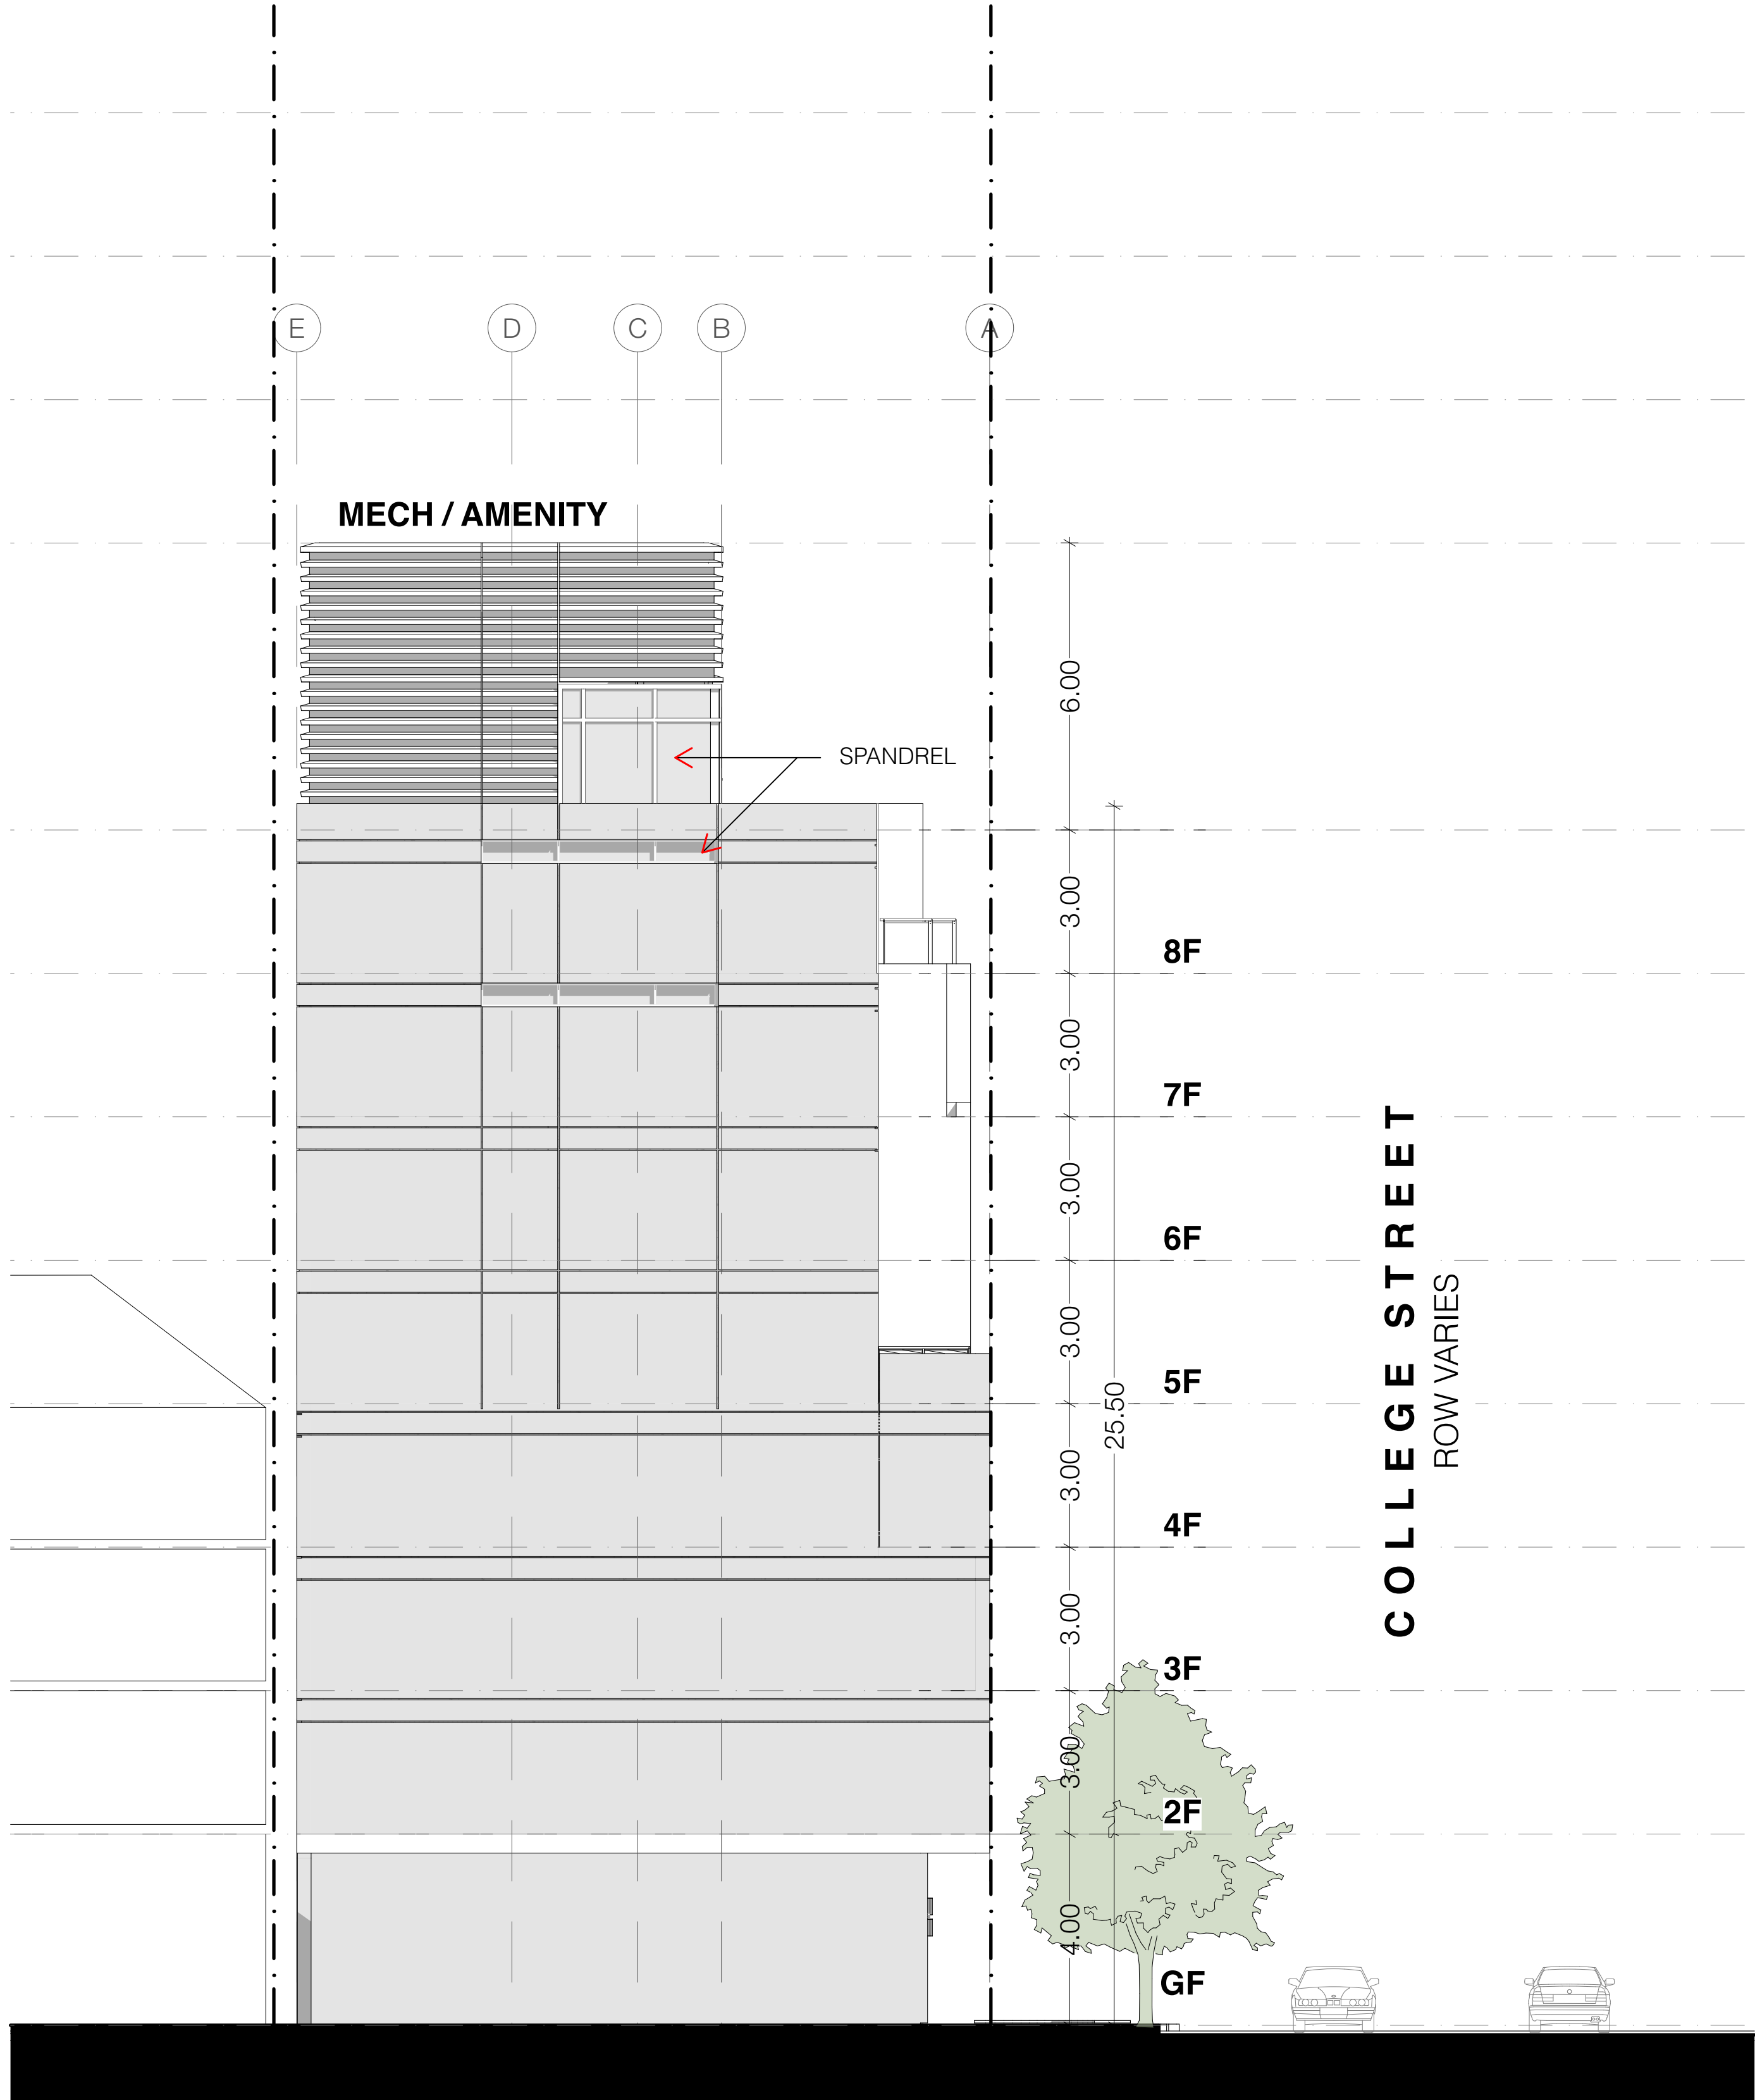 E
D
C
B
A
MECH / AMENITY
6.00
SPANDREL
3.00
8F
3.00
7F
3.00
6F
3.00
5F
25.50
3.00
4F
3.00
3F
3.00
2F
4.00
GF
COLLEGE STREET
ROW VARIES